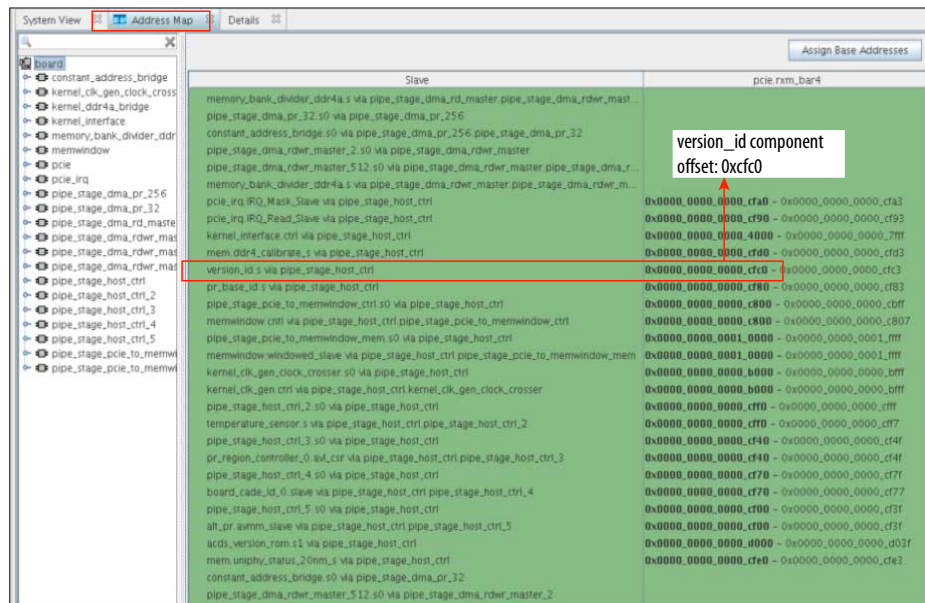 System View
Address Map
Details
Assign Base Addresses
board
constant_address_bridge
kernel_clk_gen_clock_cross
kernel_ddr4a_bridge
kernel_interface
memory_bank_divider_ddr
memwindow
pcie
pcie_irq
pipe_stage_dma_pr_256
pipe_stage_dma_pr_32
pipe_stage_dma_rd_maste
pipe_stage_dma_rdwr_mas
pipe_stage_dma_rdwr_mas
pipe_stage_dma_rdwr_mas
pipe_stage_host_ctrl
pipe_stage_host_ctrl_2
pipe_stage_host_ctrl_3
pipe_stage_host_ctrl_4
pipe_stage_host_ctrl_5
pipe_stage_pcie_to_memwi
pipe_stage_pcie_to_memwi
Slave pcie.rxm_bar4
memory_bank_divider_ddr4a.s via pipe_stage_dma_rd_master.pipe_stage_dma_rdwr_mast...
pipe_stage_dma_pr_32.s0 via pipe_stage_dma_pr_256
constant_address_bridge.s0 via pipe_stage_dma_pr_256.pipe_stage_dma_pr_32
pipe_stage_dma_rdwr_master_2.s0 via pipe_stage_dma_rdwr_master
pipe_stage_dma_rdwr_master_512.s0 via pipe_stage_dma_rdwr_master.pipe_stage_dma_r...
memory_bank_divider_ddr4a.s via pipe_stage_dma_rdwr_master.pipe_stage_dma_rdwr_m...
version_id component
offset: 0xcfc0
pcie_irq.IRQ_Mask_Slave via pipe_stage_host_ctrl 0x0000_0000_0000_cfa0 - 0x0000_0000_0000_cfa3
pcie_irq.IRQ_Read_Slave via pipe_stage_host_ctrl 0x0000_0000_0000_cf90 - 0x0000_0000_0000_cf93
kernel_interface.ctrl via pipe_stage_host_ctrl 0x0000_0000_0000_4000 - 0x0000_0000_0000_7fff
mem.ddr4_calibrate_s via pipe_stage_host_ctrl 0x0000_0000_0000_cfd0 - 0x0000_0000_0000_cfd3
version_id.s via pipe_stage_host_ctrl 0x0000_0000_0000_cfc0 - 0x0000_0000_0000_cfc3
pr_base_id.s via pipe_stage_host_ctrl 0x0000_0000_0000_cf80 - 0x0000_0000_0000_cf83
pipe_stage_pcie_to_memwindow_ctrl.s0 via pipe_stage_host_ctrl 0x0000_0000_0000_c800 - 0x0000_0000_0000_cbff
memwindow.cntl via pipe_stage_host_ctrl.pipe_stage_pcie_to_memwindow_ctrl 0x0000_0000_0000_c800 - 0x0000_0000_0000_c807
pipe_stage_pcie_to_memwindow_mem.s0 via pipe_stage_host_ctrl 0x0000_0000_0001_0000 - 0x0000_0000_0001_ffff
memwindow.windowed_slave via pipe_stage_host_ctrl.pipe_stage_pcie_to_memwindow_mem 0x0000_0000_0001_0000 - 0x0000_0000_0001_ffff
kernel_clk_gen_clock_crosser.s0 via pipe_stage_host_ctrl 0x0000_0000_0000_b000 - 0x0000_0000_0000_bfff
kernel_clk_gen.ctrl via pipe_stage_host_ctrl.kernel_clk_gen_clock_crosser 0x0000_0000_0000_b000 - 0x0000_0000_0000_bfff
pipe_stage_host_ctrl_2.s0 via pipe_stage_host_ctrl 0x0000_0000_0000_cff0 - 0x0000_0000_0000_cfff
temperature_sensor.s via pipe_stage_host_ctrl.pipe_stage_host_ctrl_2 0x0000_0000_0000_cff0 - 0x0000_0000_0000_cff7
pipe_stage_host_ctrl_3.s0 via pipe_stage_host_ctrl 0x0000_0000_0000_cf40 - 0x0000_0000_0000_cf4f
pr_region_controller_0.avl_csr via pipe_stage_host_ctrl.pipe_stage_host_ctrl_3 0x0000_0000_0000_cf40 - 0x0000_0000_0000_cf4f
pipe_stage_host_ctrl_4.s0 via pipe_stage_host_ctrl 0x0000_0000_0000_cf70 - 0x0000_0000_0000_cf7f
board_cade_id_0.slave via pipe_stage_host_ctrl.pipe_stage_host_ctrl_4 0x0000_0000_0000_cf70 - 0x0000_0000_0000_cf77
pipe_stage_host_ctrl_5.s0 via pipe_stage_host_ctrl 0x0000_0000_0000_cf00 - 0x0000_0000_0000_cf3f
alt_pr.avmm_slave via pipe_stage_host_ctrl.pipe_stage_host_ctrl_5 0x0000_0000_0000_cf00 - 0x0000_0000_0000_cf3f
acds_version_rom.s1 via pipe_stage_host_ctrl 0x0000_0000_0000_d000 - 0x0000_0000_0000_d03f
mem.uniphy_status_20nm_s via pipe_stage_host_ctrl 0x0000_0000_0000_cfe0 - 0x0000_0000_0000_cfe3
constant_address_bridge.s0 via pipe_stage_dma_pr_32
pipe_stage_dma_rdwr_master_512.s0 via pipe_stage_dma_rdwr_master_2